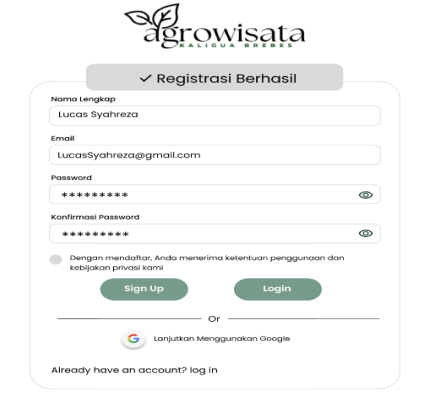 agrowisata
KALIGUA BREBES
Registrasi Berhasil
Nama Lengkap
Lucas Syahreza
Email
LucasSyahreza@gmail.com
Password
*********
Konfirmasi Password
*********
Dengan mendaftar, Anda menerima ketentuan penggunaan dan
kebijakan privasi kami
Sign Up
Login
Or
G
Lanjutkan Menggunakan Google
Already have an account? log in